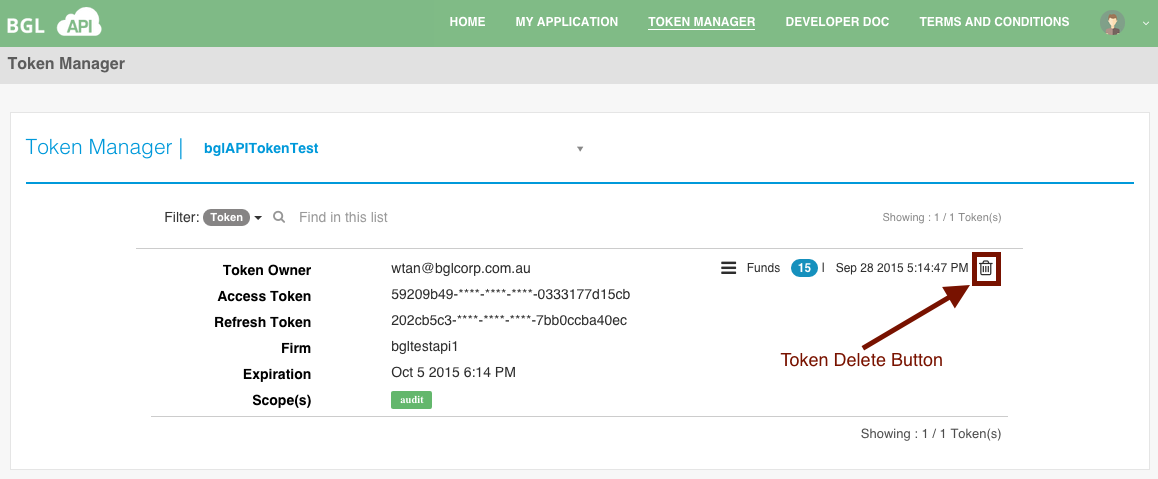 BGL API HOME MY APPLICATION TOKEN MANAGER DEVELOPER DOC TERMS AND CONDITIONS
Token Manager
Token Manager | bglAPITokenTest
Filter: Token Find in this list Showing : 1 / 1 Token(s)
Token Owner wtan@bglcorp.com.au Funds 15 | Sep 28 2015 5:14:47 PM
Access Token 59209b49-****-****-****-0333177d15cb
Refresh Token 202cb5c3-****-****-****-7bb0ccba40ec
Firm bgltestapi1
Token Delete Button
Expiration Oct 5 2015 6:14 PM
Scope(s) audit
Showing : 1 / 1 Token(s)